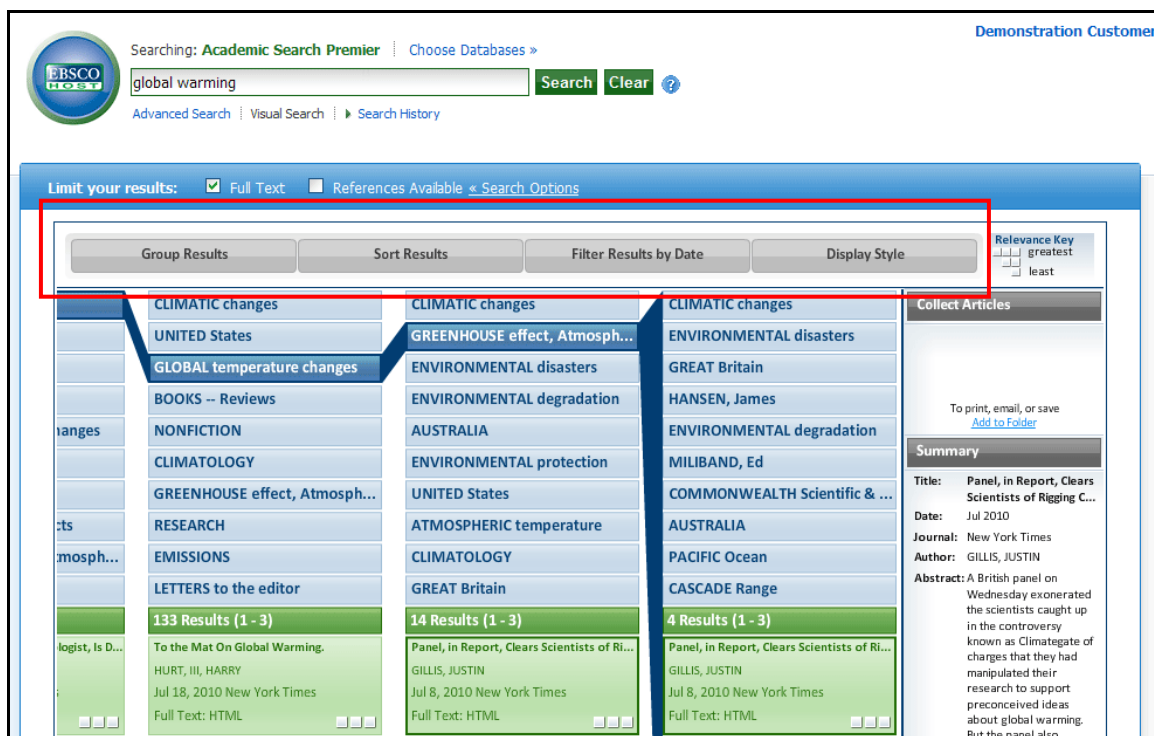 Demonstration Customer
EBSCO
HOST
Searching: Academic Search Premier Choose Databases »
global warming
Search Clear ?
Advanced Search Visual Search Search History
Limit your results: Full Text References Available « Search Options
Group Results Sort Results Filter Results by Date Display Style
Relevance Key
greatest
least
CLIMATIC changes
UNITED States
GLOBAL temperature changes
BOOKS -- Reviews
NONFICTION
CLIMATOLOGY
GREENHOUSE effect, Atmosph...
RESEARCH
EMISSIONS
LETTERS to the editor
133 Results (1 - 3)
To the Mat On Global Warming.
HURT, III, HARRY
Jul 18, 2010 New York Times
Full Text: HTML
CLIMATIC changes
GREENHOUSE effect, Atmosph...
ENVIRONMENTAL disasters
ENVIRONMENTAL degradation
AUSTRALIA
ENVIRONMENTAL protection
UNITED States
ATMOSPHERIC temperature
CLIMATOLOGY
GREAT Britain
14 Results (1 - 3)
Panel, in Report, Clears Scientists of Ri...
GILLIS, JUSTIN
Jul 8, 2010 New York Times
Full Text: HTML
CLIMATIC changes
ENVIRONMENTAL disasters
GREAT Britain
HANSEN, James
ENVIRONMENTAL degradation
MILIBAND, Ed
COMMONWEALTH Scientific & ...
AUSTRALIA
PACIFIC Ocean
CASCADE Range
4 Results (1 - 3)
Panel, in Report, Clears Scientists of Ri...
GILLIS, JUSTIN
Jul 8, 2010 New York Times
Full Text: HTML
Collect Articles
To print, email, or save
Add to Folder
Summary
Title: Panel, in Report, Clears
Scientists of Rigging C...
Date: Jul 2010
Journal: New York Times
Author: GILLIS, JUSTIN
Abstract: A British panel on
Wednesday exonerated
the scientists caught up
in the controversy
known as Climategate of
charges that they had
manipulated their
research to support
preconceived ideas
about global warming.
But the panel also